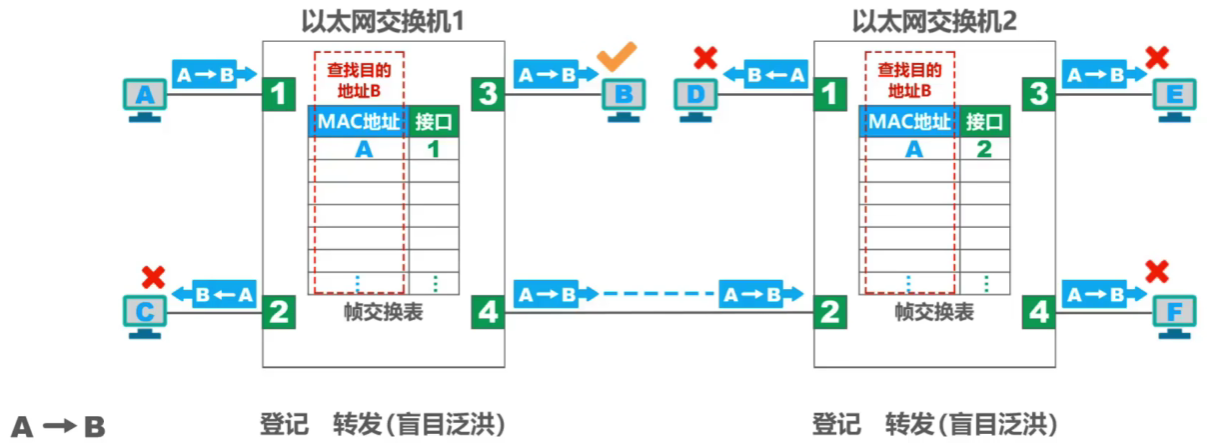 以太网交换机1
以太网交换机2
A→B
1
查找目的
地址B
MAC地址 接口
A 1
⋮ ⋮
帧交换表
3
A→B
A
B
C
B←A
2
4
A→B
A→B
D
B←A
1
查找目的
地址B
MAC地址 接口
A 2
⋮ ⋮
帧交换表
3
A→B
E
2
4
A→B
F
A→B
登记 转发(盲目泛洪)
登记 转发(盲目泛洪)